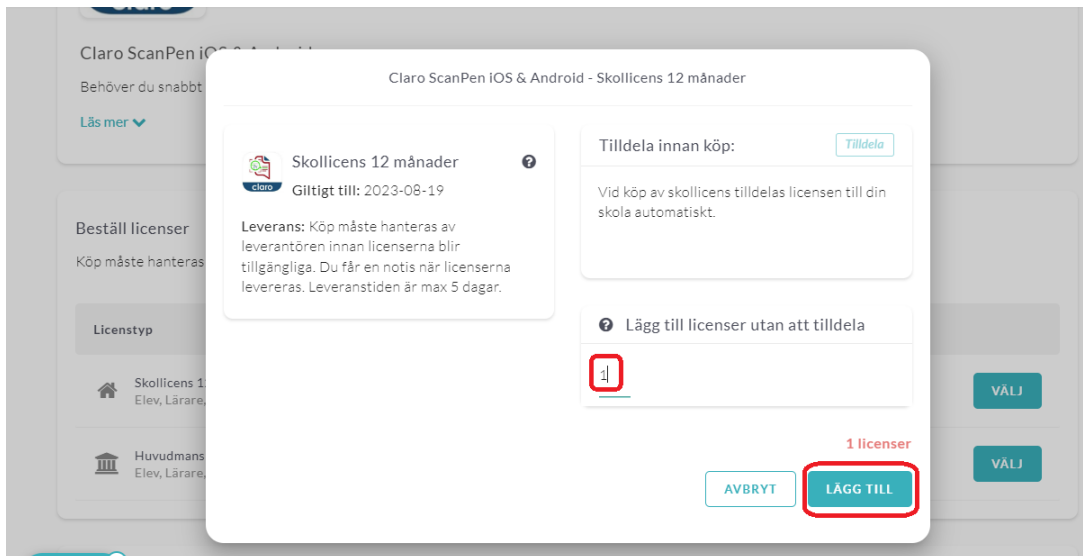 Claro ScanPen iOS & Android
Behöver du snabbt
Läs mer
Beställ licenser
Köp måste hanteras
Licenstyp
Skollicens 1
Elev, Lärare,
VÄLJ
Huvudmans
Elev, Lärare,
VÄLJ
Claro ScanPen iOS & Android - Skollicens 12 månader
claro
Skollicens 12 månader
Giltigt till: 2023-08-19
Leverans: Köp måste hanteras av
leverantören innan licenserna blir
tillgängliga. Du får en notis när licenserna
levereras. Leveranstiden är max 5 dagar.
Tilldela innan köp:
Tilldela
Vid köp av skollicens tilldelas licensen till din
skola automatiskt.
Lägg till licenser utan att tilldela
1
1 licenser
AVBRYT
LÄGG TILL